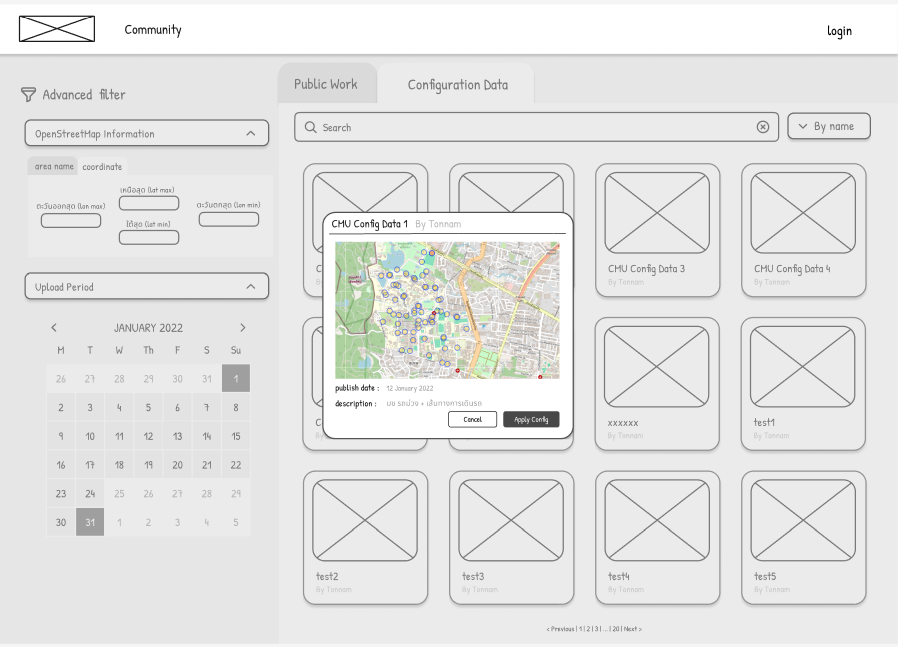 Community
login
Advanced filter
Public Work
Configuration Data
OpenStreetMap Information
Search
By name
area name
coordinate
เหนือสุด (lat max)
ตะวันออกสุด (lon max)
ตะวันตกสุด (lon min)
ใต้สุด (lat min)
CMU Config Data 1 By Tonnam
CMU Config Data 3
By Tonnam
CMU Config Data 4
By Tonnam
Upload Period
JANUARY 2022
M T W Th F S Su
26 27 28 29 30 31 1
2 3 4 5 6 7 8
9 10 11 12 13 14 15
16 17 18 19 20 21 22
23 24 25 26 27 28 29
30 31 1 2 3 4 5
publish date : 12 January 2022
description : มช รถม่วง + เส้นทางการเดินรถ
Cancel
Apply Config
xxxxxx
By Tonnam
test1
By Tonnam
test2
By Tonnam
test3
By Tonnam
test4
By Tonnam
test5
By Tonnam
< Previous | 1 | 2 | 3 | ... | 20 | Next >